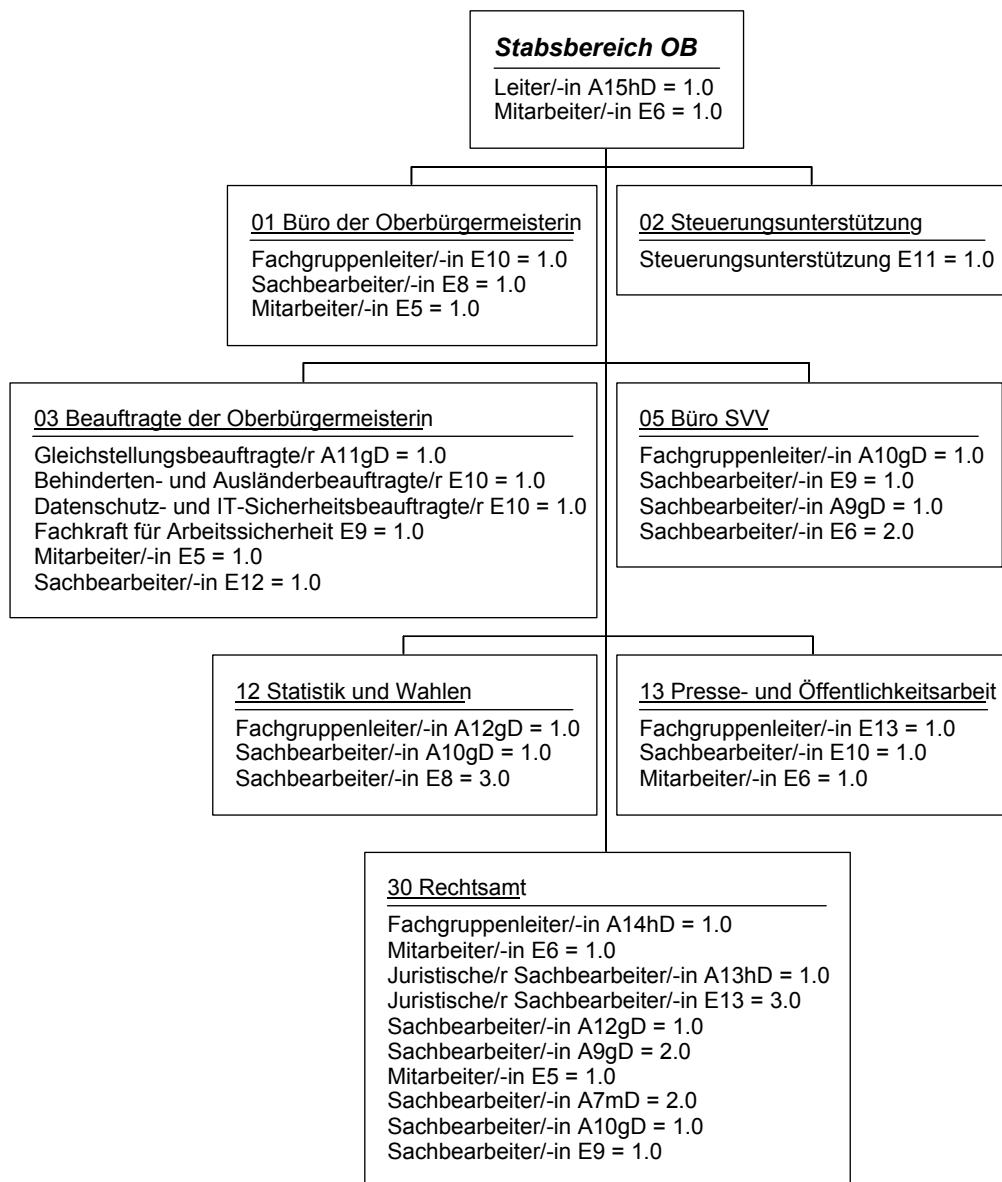 Stabsbereich OB
Leiter/-in A15hD = 1.0
Mitarbeiter/-in E6 = 1.0
01 Büro der Oberbürgermeisterin
Fachgruppenleiter/-in E10 = 1.0
Sachbearbeiter/-in E8 = 1.0
Mitarbeiter/-in E5 = 1.0
02 Steuerungsunterstützung
Steuerungsunterstützung E11 = 1.0
03 Beauftragte der Oberbürgermeisterin
Gleichstellungsbeauftragte/r A11gD = 1.0
Behinderten- und Ausländerbeauftragte/r E10 = 1.0
Datenschutz- und IT-Sicherheitsbeauftragte/r E10 = 1.0
Fachkraft für Arbeitssicherheit E9 = 1.0
Mitarbeiter/-in E5 = 1.0
Sachbearbeiter/-in E12 = 1.0
05 Büro SVV
Fachgruppenleiter/-in A10gD = 1.0
Sachbearbeiter/-in E9 = 1.0
Sachbearbeiter/-in A9gD = 1.0
Sachbearbeiter/-in E6 = 2.0
12 Statistik und Wahlen
Fachgruppenleiter/-in A12gD = 1.0
Sachbearbeiter/-in A10gD = 1.0
Sachbearbeiter/-in E8 = 3.0
13 Presse- und Öffentlichkeitsarbeit
Fachgruppenleiter/-in E13 = 1.0
Sachbearbeiter/-in E10 = 1.0
Mitarbeiter/-in E6 = 1.0
30 Rechtsamt
Fachgruppenleiter/-in A14hD = 1.0
Mitarbeiter/-in E6 = 1.0
Juristische/r Sachbearbeiter/-in A13hD = 1.0
Juristische/r Sachbearbeiter/-in E13 = 3.0
Sachbearbeiter/-in A12gD = 1.0
Sachbearbeiter/-in A9gD = 2.0
Mitarbeiter/-in E5 = 1.0
Sachbearbeiter/-in A7mD = 2.0
Sachbearbeiter/-in A10gD = 1.0
Sachbearbeiter/-in E9 = 1.0